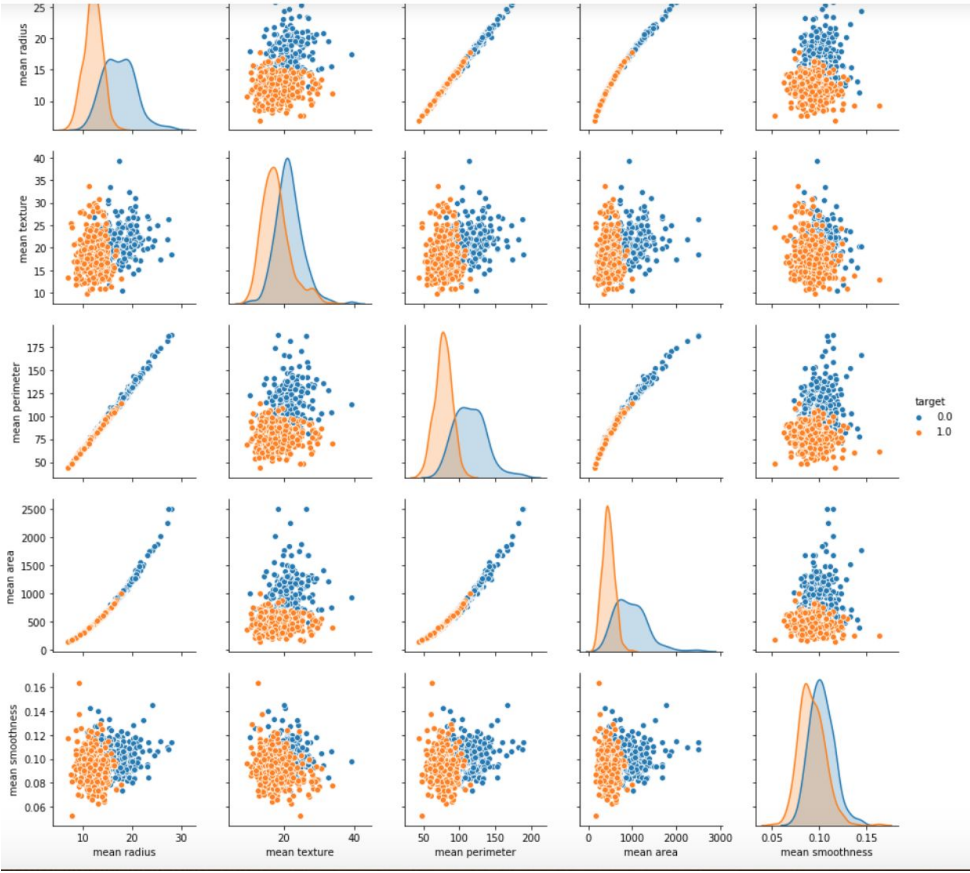 25
20
15
10
mean radius
40
35
30
25
20
15
10
mean texture
175
150
125
100
75
50
mean perimeter
target
0.0
1.0
2500
2000
1500
1000
500
0
mean area
0.16
0.14
0.12
0.10
0.08
0.06
mean smoothness
10 20 30
mean radius
20 40
mean texture
50 100 150 200
mean perimeter
0 1000 2000 3000
mean area
0.05 0.10 0.15
mean smoothness